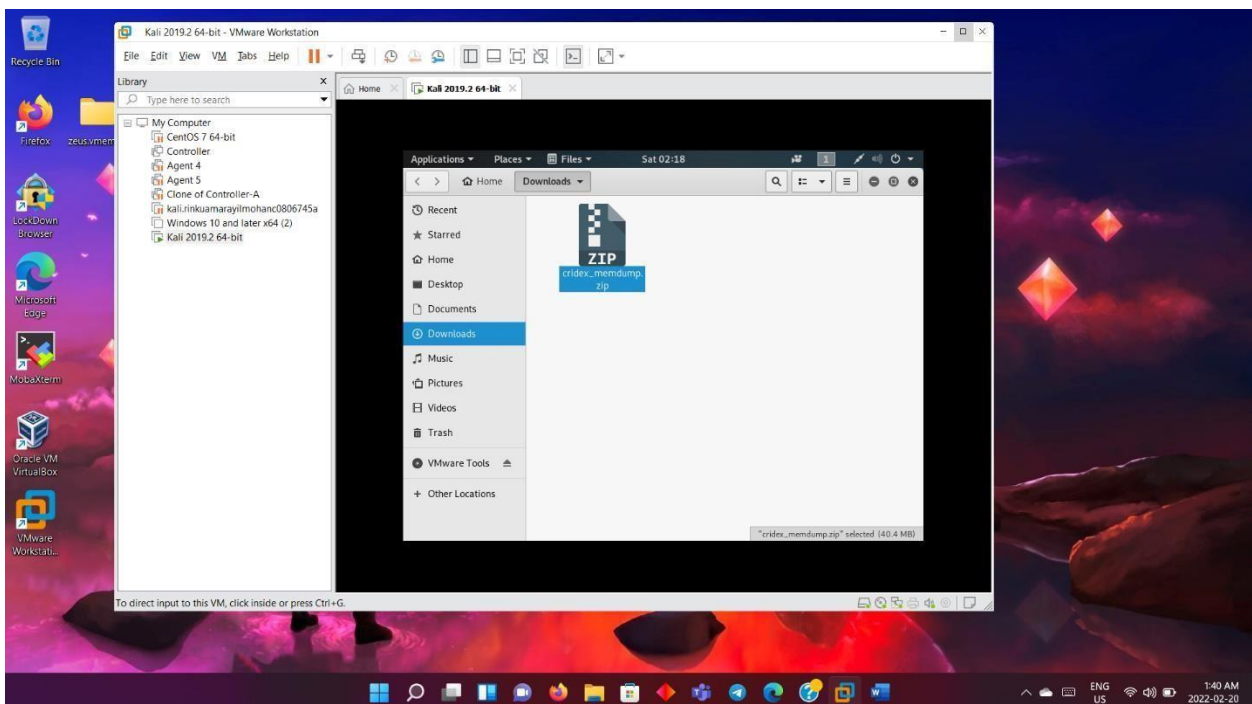 Recycle Bin
Firefox
zeus.vmem
LockDown
Browser
Microsoft
Edge
MobaXterm
Oracle VM
VirtualBox
VMware
Workstati...
Kali 2019.2 64-bit - VMware Workstation
File Edit View VM Tabs Help
Library x
Type here to search
My Computer
CentOS 7 64-bit
Controller
Agent 4
Agent 5
Clone of Controller-A
kali.rinkuamarayilmohanc0806745a
Windows 10 and later x64 (2)
Kali 2019.2 64-bit
Home Kali 2019.2 64-bit
Applications Places Files Sat 02:18 1
Home Downloads
Recent
Starred
Home
Desktop
Documents
Downloads
Music
Pictures
Videos
Trash
VMware Tools
+ Other Locations
ZIP
cridex_memdump.
zip
"cridex_memdump.zip" selected (40.4 MB)
To direct input to this VM, click inside or press Ctrl+G.
ENG
US
1:40 AM
2022-02-20